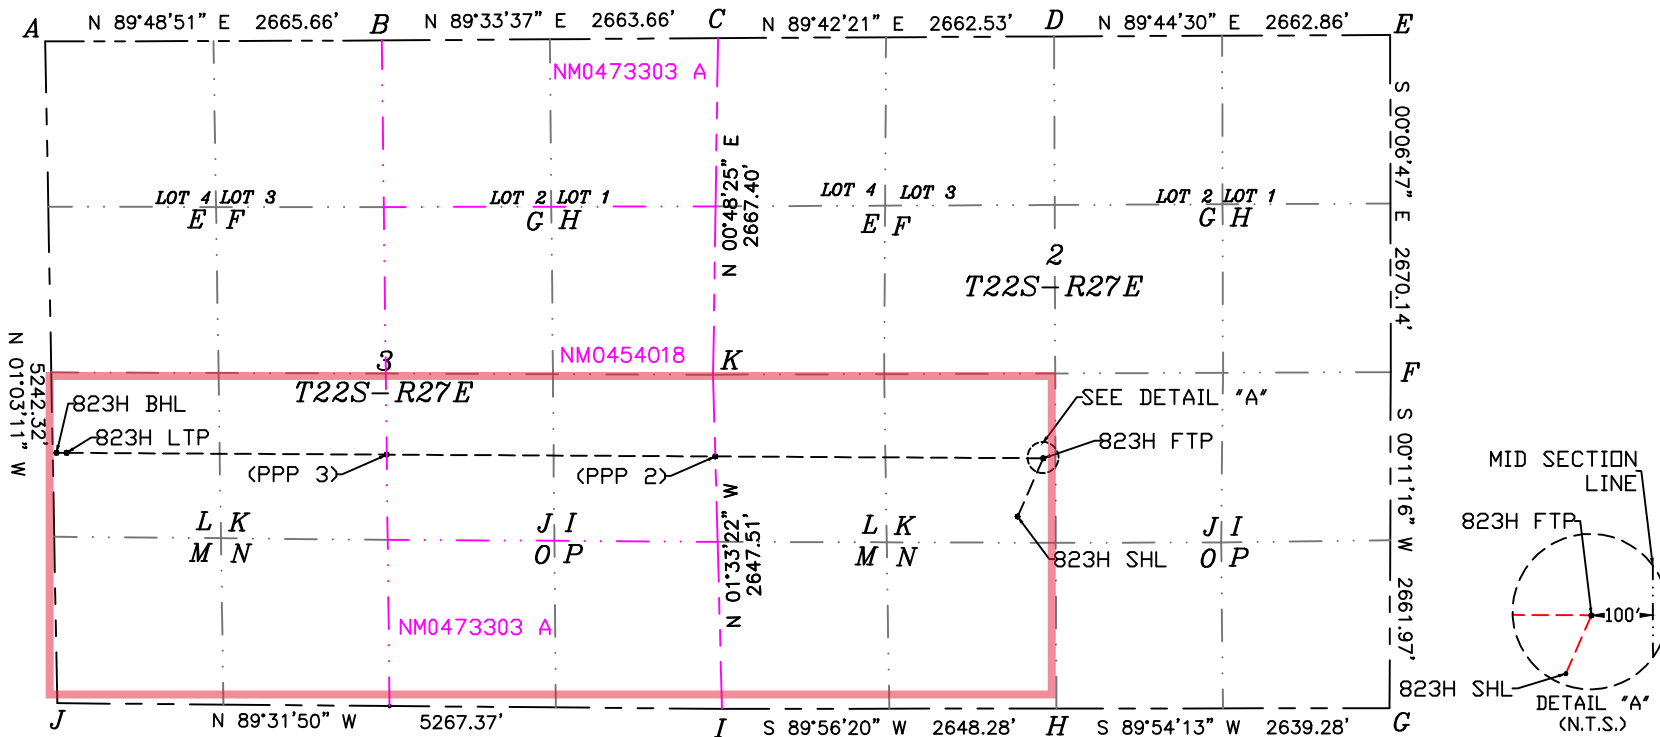 A
N 89°48'51" E 2665.66'
B
N 89°33'37" E 2663.66'
C
N 89°42'21" E 2662.53'
D
N 89°44'30" E 2662.86'
E
NM0473303 A
S 00°06'47" E 2670.14'
N 00°48'25" E
2667.40'
LOT 4 LOT 3
E F
LOT 2 LOT 1
G H
LOT 4 LOT 3
E F
LOT 2 LOT 1
G H
2
T22S-R27E
NM0454018
K
F
3
T22S-R27E
N 01°03'11" W
5242.32'
823H BHL
823H LTP
(PPP 3)
(PPP 2)
SEE DETAIL "A"
823H FTP
S 00°11'16" W 2661.97'
N 01°33'22" W
2647.51'
L K
M N
J I
O P
L K
M N
J I
O P
823H SHL
NM0473303 A
MID SECTION
LINE
823H FTP
100'
823H SHL
DETAIL "A"
(N.T.S.)
J
N 89°31'50" W 5267.37'
I
S 89°56'20" W 2648.28'
H
S 89°54'13" W 2639.28'
G